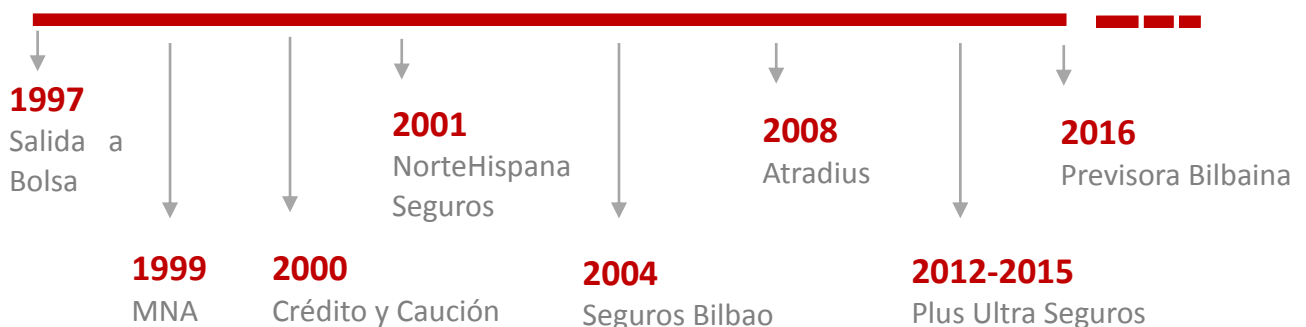 1997
Salida a
Bolsa
1999
MNA
2000
Crédito y Caución
2001
NorteHispana
Seguros
2004
Seguros Bilbao
2008
Atradius
2012-2015
Plus Ultra Seguros
2016
Previsora Bilbaina